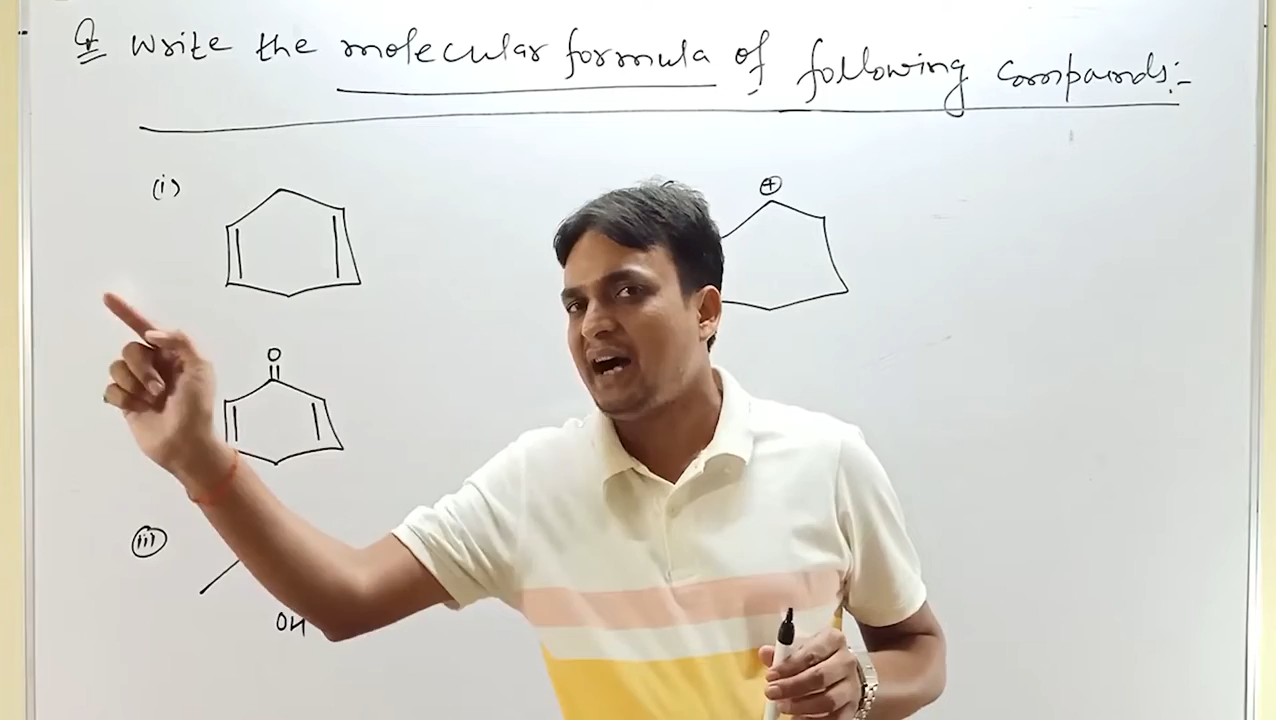 Q Write the molecular formula of following compounds:-
(i)
⊕
O
(iii)
OH